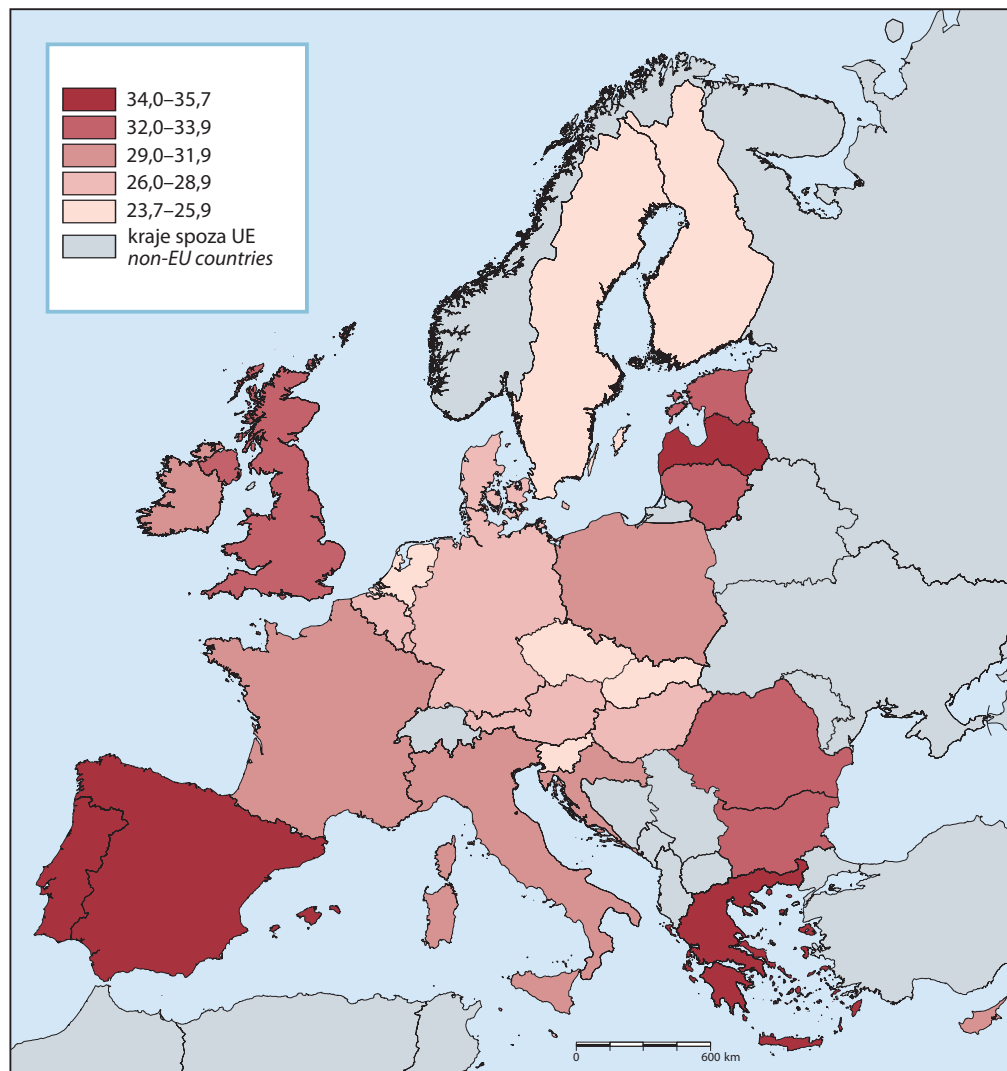 34,0–35,7
32,0–33,9
29,0–31,9
26,0–28,9
23,7–25,9
kraje spoza UE
non-EU countries
0 600 km